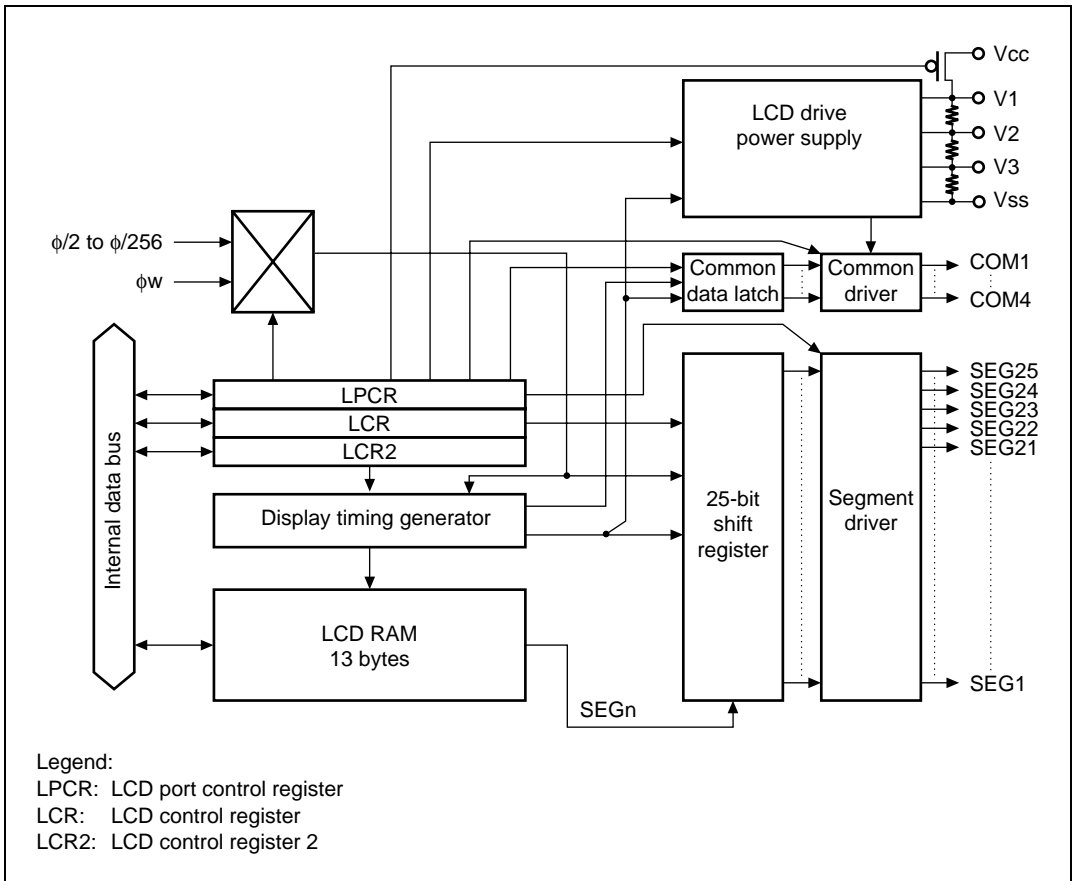 Vcc
V1
LCD drive
power supply
V2
V3
Vss
ϕ/2 to ϕ/256
ϕw
Common
data latch
Common
driver
COM1
COM4
Internal data bus
LPCR
LCR
LCR2
Display timing generator
LCD RAM
13 bytes
SEGn
25-bit
shift
register
Segment
driver
SEG25
SEG24
SEG23
SEG22
SEG21
SEG1
Legend:
LPCR: LCD port control register
LCR: LCD control register
LCR2: LCD control register 2